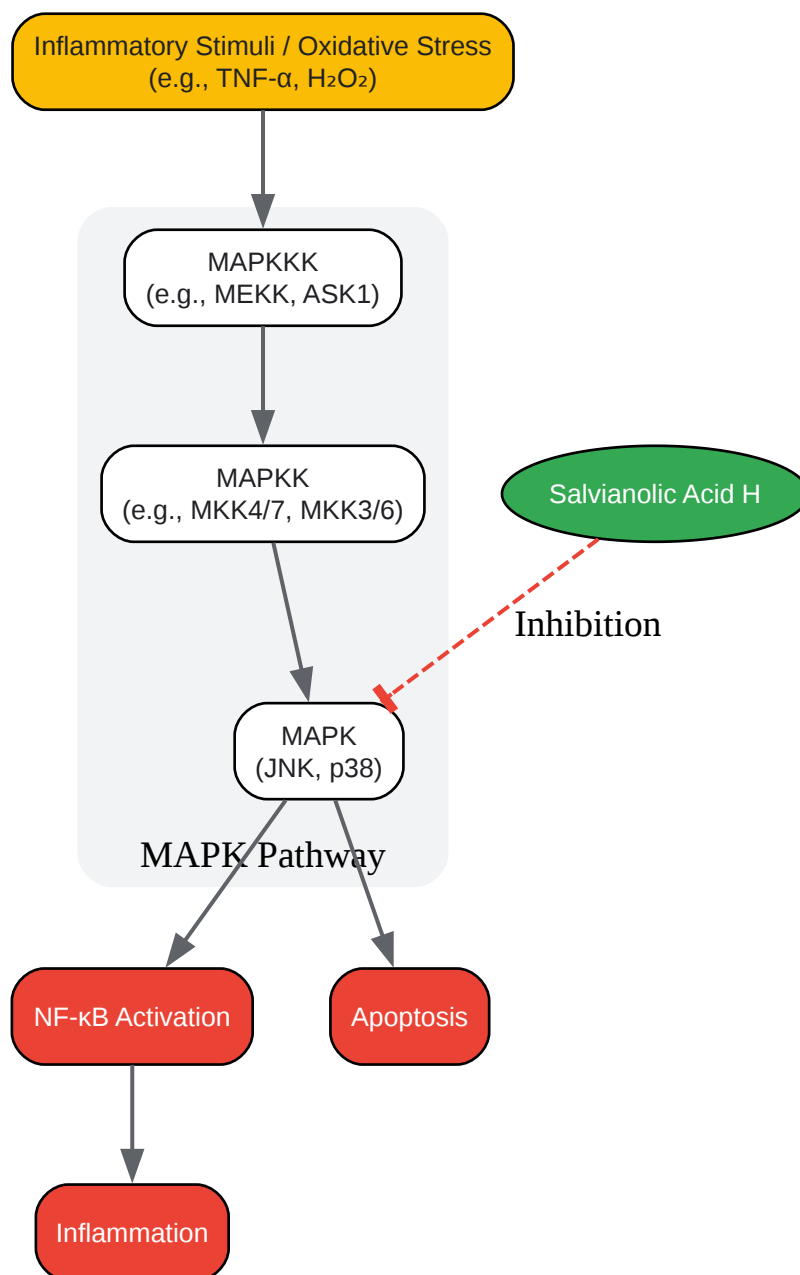 Inflammatory Stimuli / Oxidative Stress
(e.g., TNF-α, H₂O₂)
MAPKKK
(e.g., MEKK, ASK1)
MAPKK
(e.g., MKK4/7, MKK3/6)
Salvianolic Acid H
Inhibition
MAPK
(JNK, p38)
MAPK Pathway
NF-κB Activation
Apoptosis
Inflammation